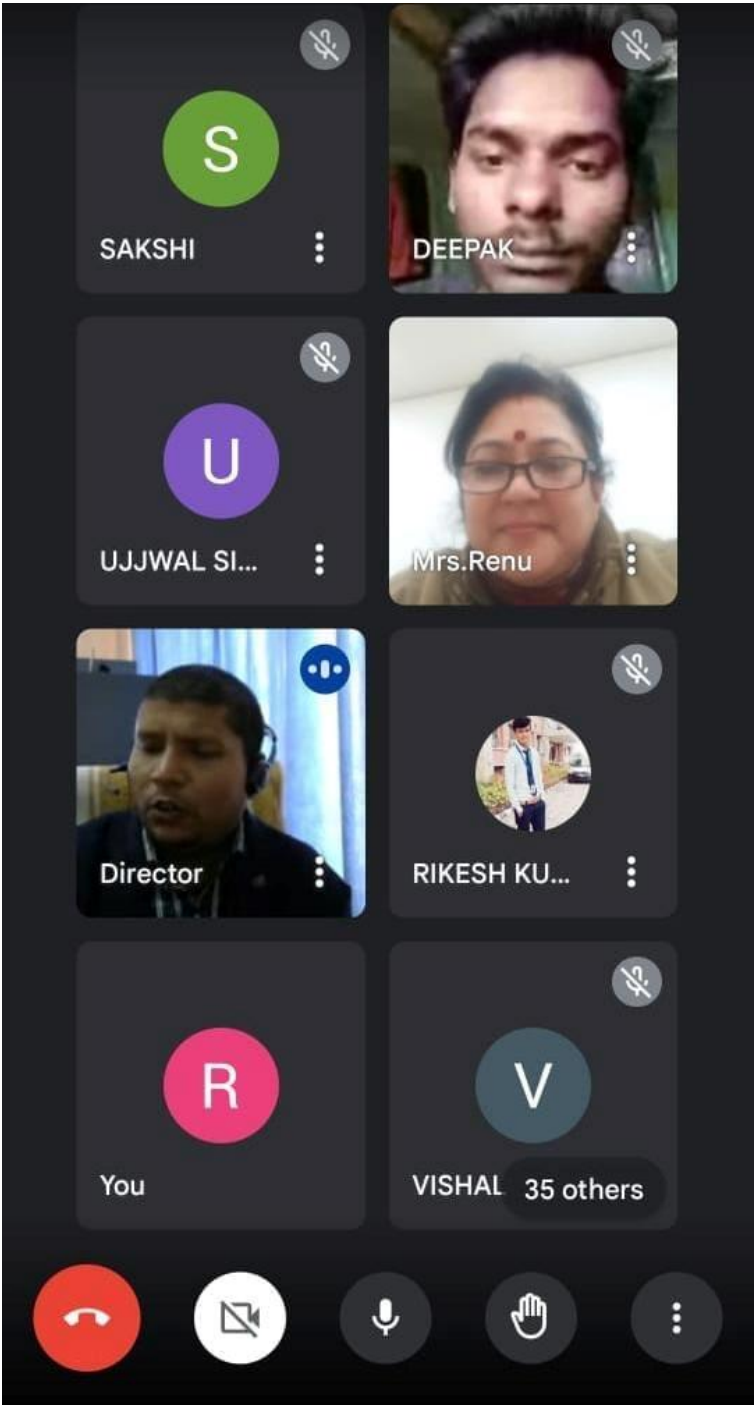 S
SAKSHI
DEEPAK
U
UJJWAL SI...
Mrs.Renu
Director
RIKESH KU...
R
You
V
VISHAL
35 others